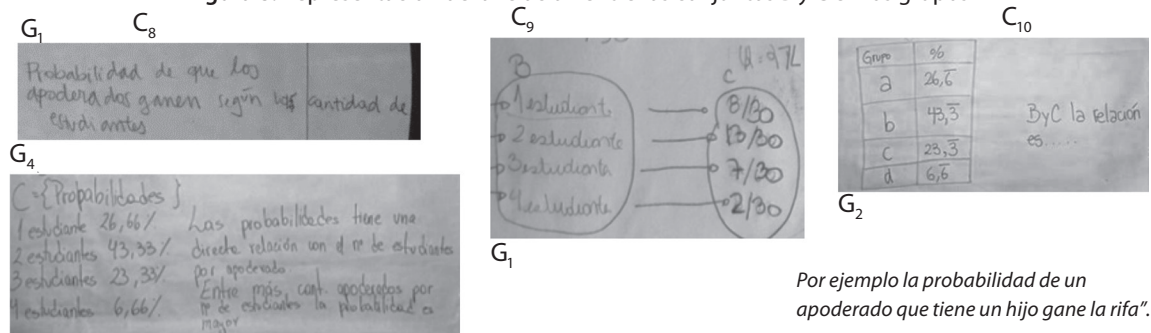 G1
C8
Probabilidad de que los
apoderados ganen según la cantidad de
estudiantes
G4
C={Propabilidades}
1 estudiante 26,66%
2 estudiantes 43,33%
3 estudiantes 23,33%
4 estudiantes 6,66%
Las probabilidades tiene una
directe relación con el nº de estudiantes
por apoderado
Entre más, cant. apoderados por
nº de estudiantes la probabilidad es
mayor
C9
B
C
1 estudiante 8/30
2 estudiante 13/30
3 estudiante 7/30
4 estudiante 2/30
G1
C10
Grupo %
a 26,6̅
b 43,3̅
c 23,3̅
d 6,6̅
ByC la relación
es.....
G2
Por ejemplo la probabilidad de un
apoderado que tiene un hijo gane la rifa”.